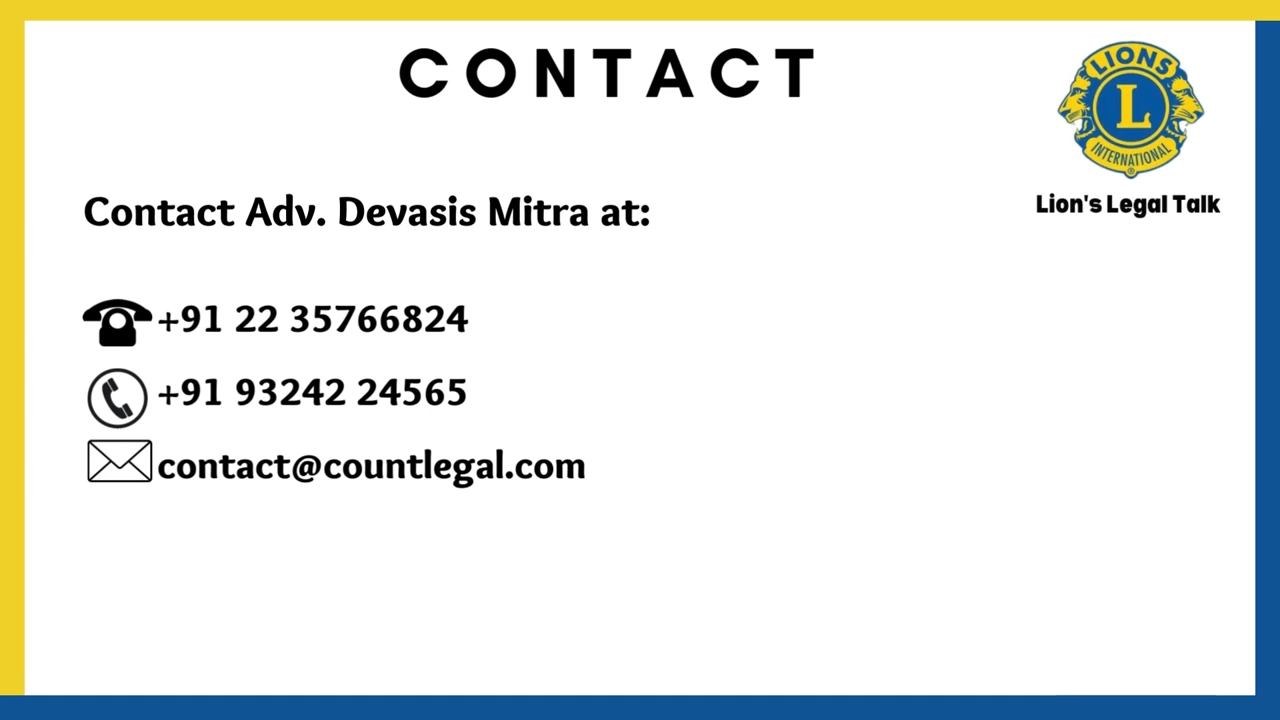 CONTACT
LIONS
L
INTERNATIONAL
®
Lion's Legal Talk
Contact Adv. Devasis Mitra at:
+91 22 35766824
+91 93242 24565
contact@countlegal.com